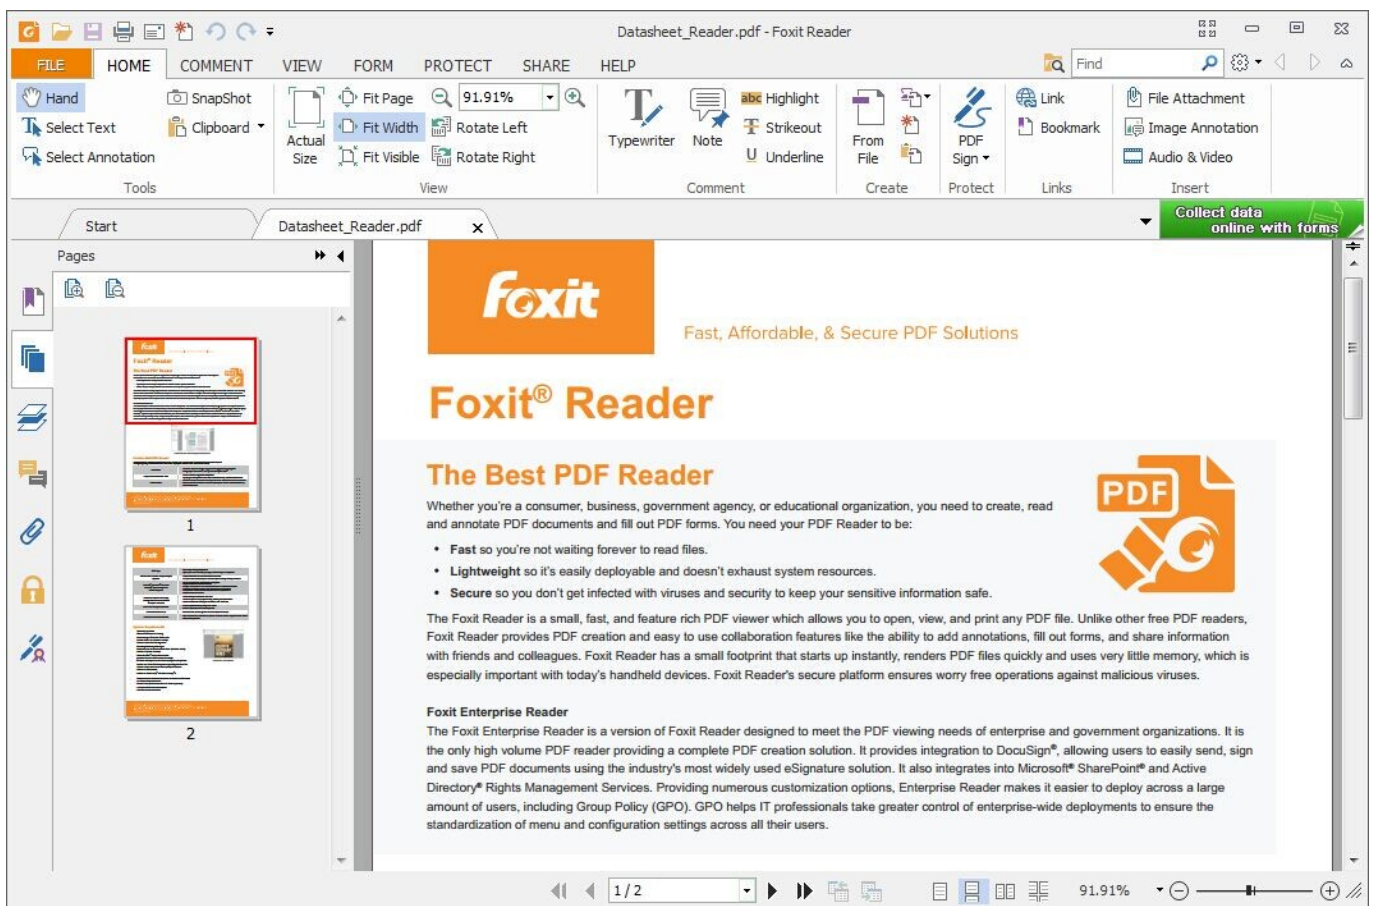 Datasheet_Reader.pdf - Foxit Reader
FILE HOME COMMENT VIEW FORM PROTECT SHARE HELP
Find
Hand
Select Text
Select Annotation
SnapShot
Clipboard
Tools
Actual
Size
Fit Page
Fit Width
Fit Visible
91.91%
Rotate Left
Rotate Right
View
Typewriter
Note
abc Highlight
T Strikeout
U Underline
Comment
From
File
Create
PDF
Sign
Protect
Link
Bookmark
Links
File Attachment
Image Annotation
Audio & Video
Insert
Start
Datasheet_Reader.pdf x
Collect data
online with forms
Pages
1
2
Foxit
Fast, Affordable, & Secure PDF Solutions
Foxit® Reader
The Best PDF Reader
PDF
Whether you're a consumer, business, government agency, or educational organization, you need to create, read
and annotate PDF documents and fill out PDF forms. You need your PDF Reader to be:
• Fast so you're not waiting forever to read files.
• Lightweight so it's easily deployable and doesn't exhaust system resources.
• Secure so you don't get infected with viruses and security to keep your sensitive information safe.
The Foxit Reader is a small, fast, and feature rich PDF viewer which allows you to open, view, and print any PDF file. Unlike other free PDF readers,
Foxit Reader provides PDF creation and easy to use collaboration features like the ability to add annotations, fill out forms, and share information
with friends and colleagues. Foxit Reader has a small footprint that starts up instantly, renders PDF files quickly and uses very little memory, which is
especially important with today's handheld devices. Foxit Reader's secure platform ensures worry free operations against malicious viruses.
Foxit Enterprise Reader
The Foxit Enterprise Reader is a version of Foxit Reader designed to meet the PDF viewing needs of enterprise and government organizations. It is
the only high volume PDF reader providing a complete PDF creation solution. It provides integration to DocuSign®, allowing users to easily send, sign
and save PDF documents using the industry's most widely used eSignature solution. It also integrates into Microsoft® SharePoint® and Active
Directory® Rights Management Services. Providing numerous customization options, Enterprise Reader makes it easier to deploy across a large
amount of users, including Group Policy (GPO). GPO helps IT professionals take greater control of enterprise-wide deployments to ensure the
standardization of menu and configuration settings across all their users.
1 / 2
91.91%